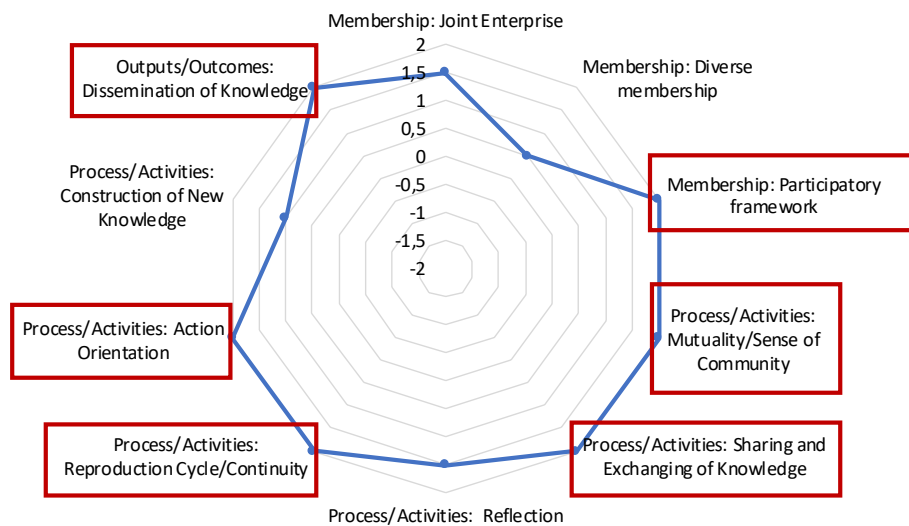 Membership: Joint Enterprise
2
1,5
1
0,5
0
-0,5
-1
-1,5
-2
Membership: Diverse
membership
Membership: Participatory
framework
Process/Activities:
Mutuality/Sense of
Community
Process/Activities: Sharing and
Exchanging of Knowledge
Process/Activities: Reflection
Process/Activities:
Reproduction Cycle/Continuity
Process/Activities: Action
Orientation
Process/Activities:
Construction of New
Knowledge
Outputs/Outcomes:
Dissemination of Knowledge